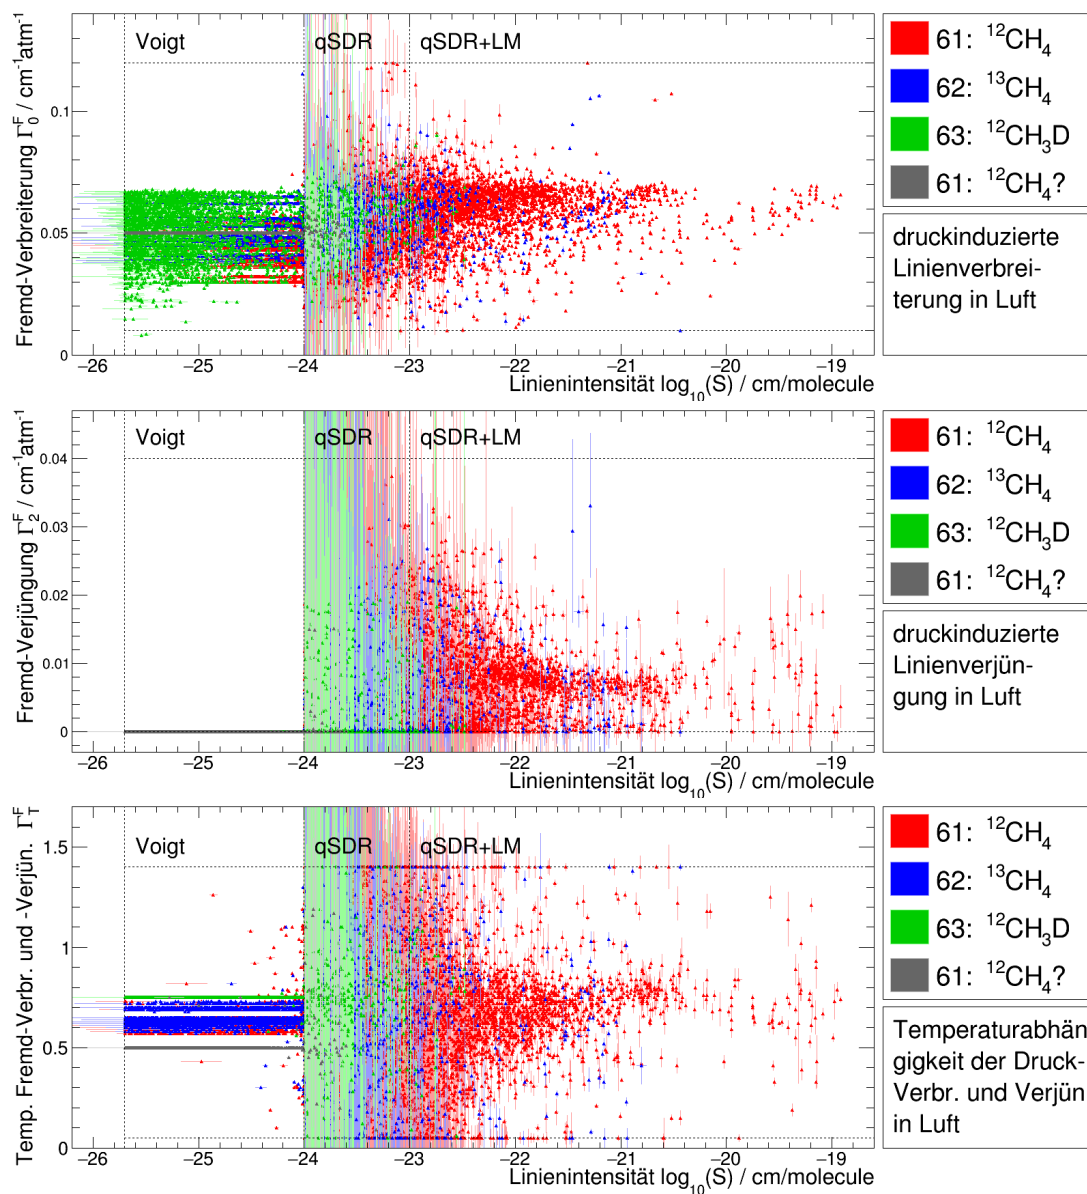 Voigt
qSDR
qSDR+LM
0.1
0.05
0
−26
−25
−24
−23
−22
−21
−20
−19
Fremd-Verbreiterung Γ₀ᶠ / cm⁻¹atm⁻¹
Linienintensität log₁₀(S) / cm/molecule
61: ¹²CH₄
62: ¹³CH₄
63: ¹²CH₃D
61: ¹²CH₄?
druckinduzierte
Linienverbrei-
terung in Luft
Voigt
qSDR
qSDR+LM
0.04
0.03
0.02
0.01
0
−26
−25
−24
−23
−22
−21
−20
−19
Fremd-Verjüngung Γ₂ᶠ / cm⁻¹atm⁻¹
Linienintensität log₁₀(S) / cm/molecule
61: ¹²CH₄
62: ¹³CH₄
63: ¹²CH₃D
61: ¹²CH₄?
druckinduzierte
Linienverjün-
gung in Luft
Voigt
qSDR
qSDR+LM
1.5
1
0.5
0
−26
−25
−24
−23
−22
−21
−20
−19
Temp. Fremd-Verbr. und -Verjün. Γᵀᶠ
Linienintensität log₁₀(S) / cm/molecule
61: ¹²CH₄
62: ¹³CH₄
63: ¹²CH₃D
61: ¹²CH₄?
Temperaturabhän
gigkeit der Druck-
Verbr. und Verjün
in Luft